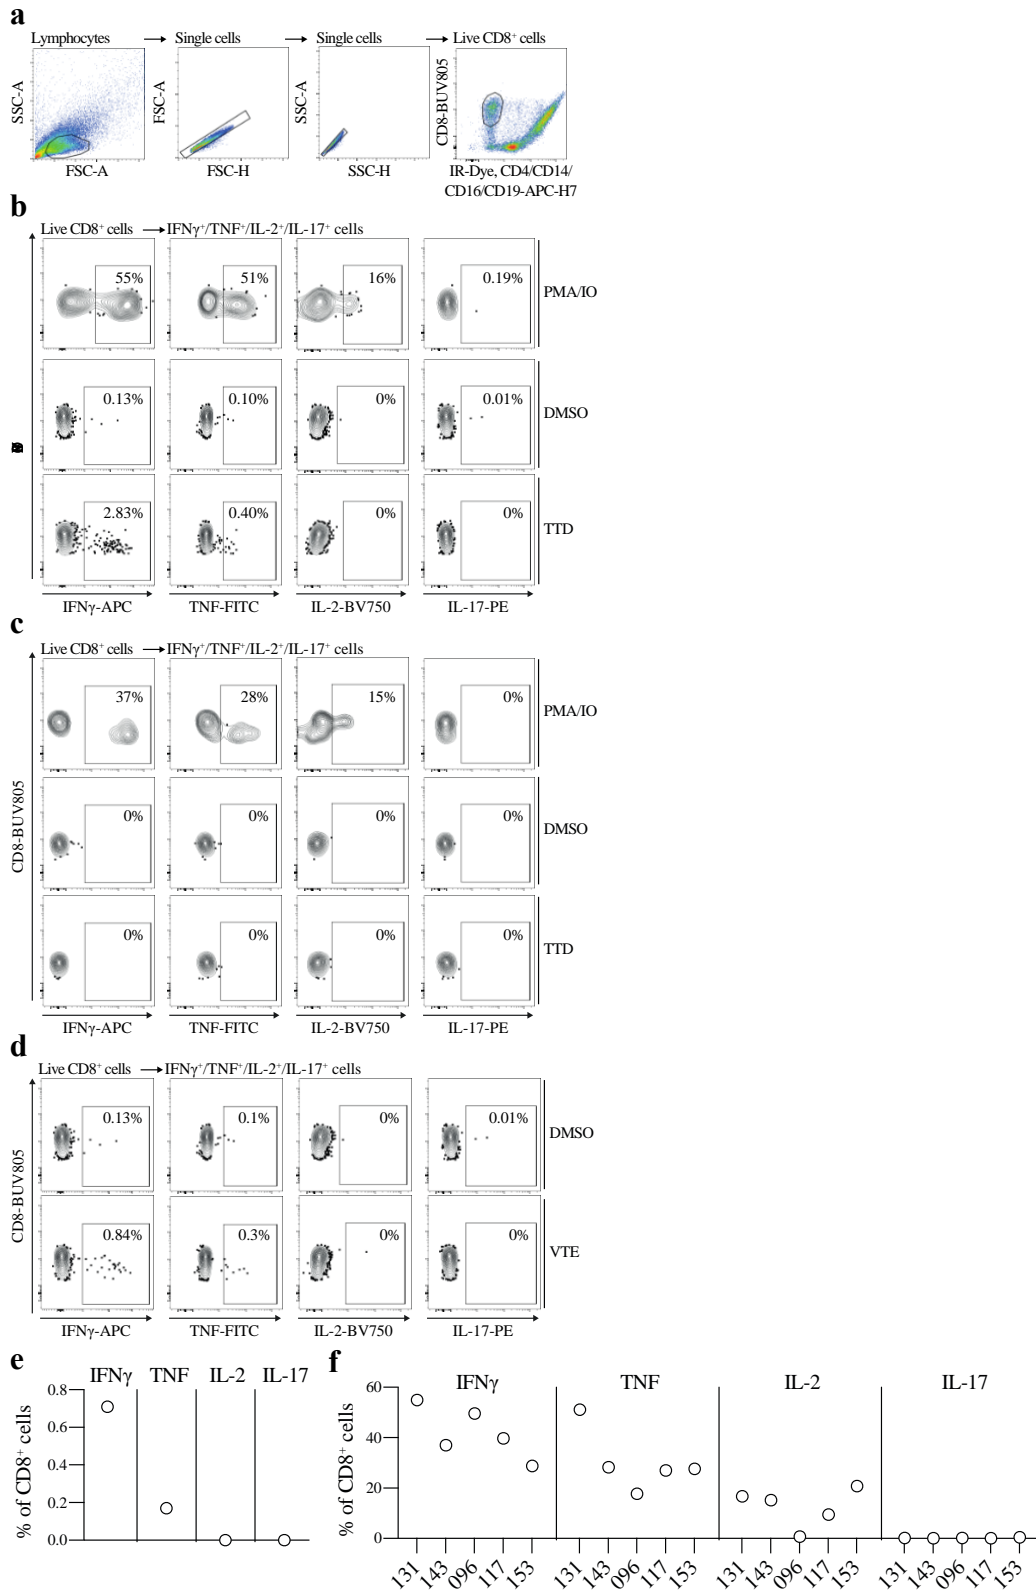 a
Lymphocytes Single cells Single cells Live CD8⁺ cells
SSC-A FSC-A SSC-A CD8-BUV805
FSC-A FSC-H SSC-H IR-Dye, CD4/CD14/
CD16/CD19-APC-H7
b
Live CD8⁺ cells IFNγ⁺/TNF⁺/IL-2⁺/IL-17⁺ cells
55% 51% 16% 0.19% PMA/IO
0.13% 0.10% 0% 0.01% DMSO
2.83% 0.40% 0% 0% TTD
IFNγ-APC TNF-FITC IL-2-BV750 IL-17-PE
c
Live CD8⁺ cells IFNγ⁺/TNF⁺/IL-2⁺/IL-17⁺ cells
CD8-BUV805
37% 28% 15% 0% PMA/IO
0% 0% 0% 0% DMSO
0% 0% 0% 0% TTD
IFNγ-APC TNF-FITC IL-2-BV750 IL-17-PE
d
Live CD8⁺ cells IFNγ⁺/TNF⁺/IL-2⁺/IL-17⁺ cells
CD8-BUV805
0.13% 0.1% 0% 0.01% DMSO
0.84% 0.3% 0% 0% VTE
IFNγ-APC TNF-FITC IL-2-BV750 IL-17-PE
e
IFNγ TNF IL-2 IL-17
% of CD8⁺ cells
0.8
0.6
0.4
0.2
0.0
f
IFNγ TNF IL-2 IL-17
% of CD8⁺ cells
60
40
20
0
131 143 096 117 153 131 143 096 117 153 131 143 096 117 153 131 143 096 117 153